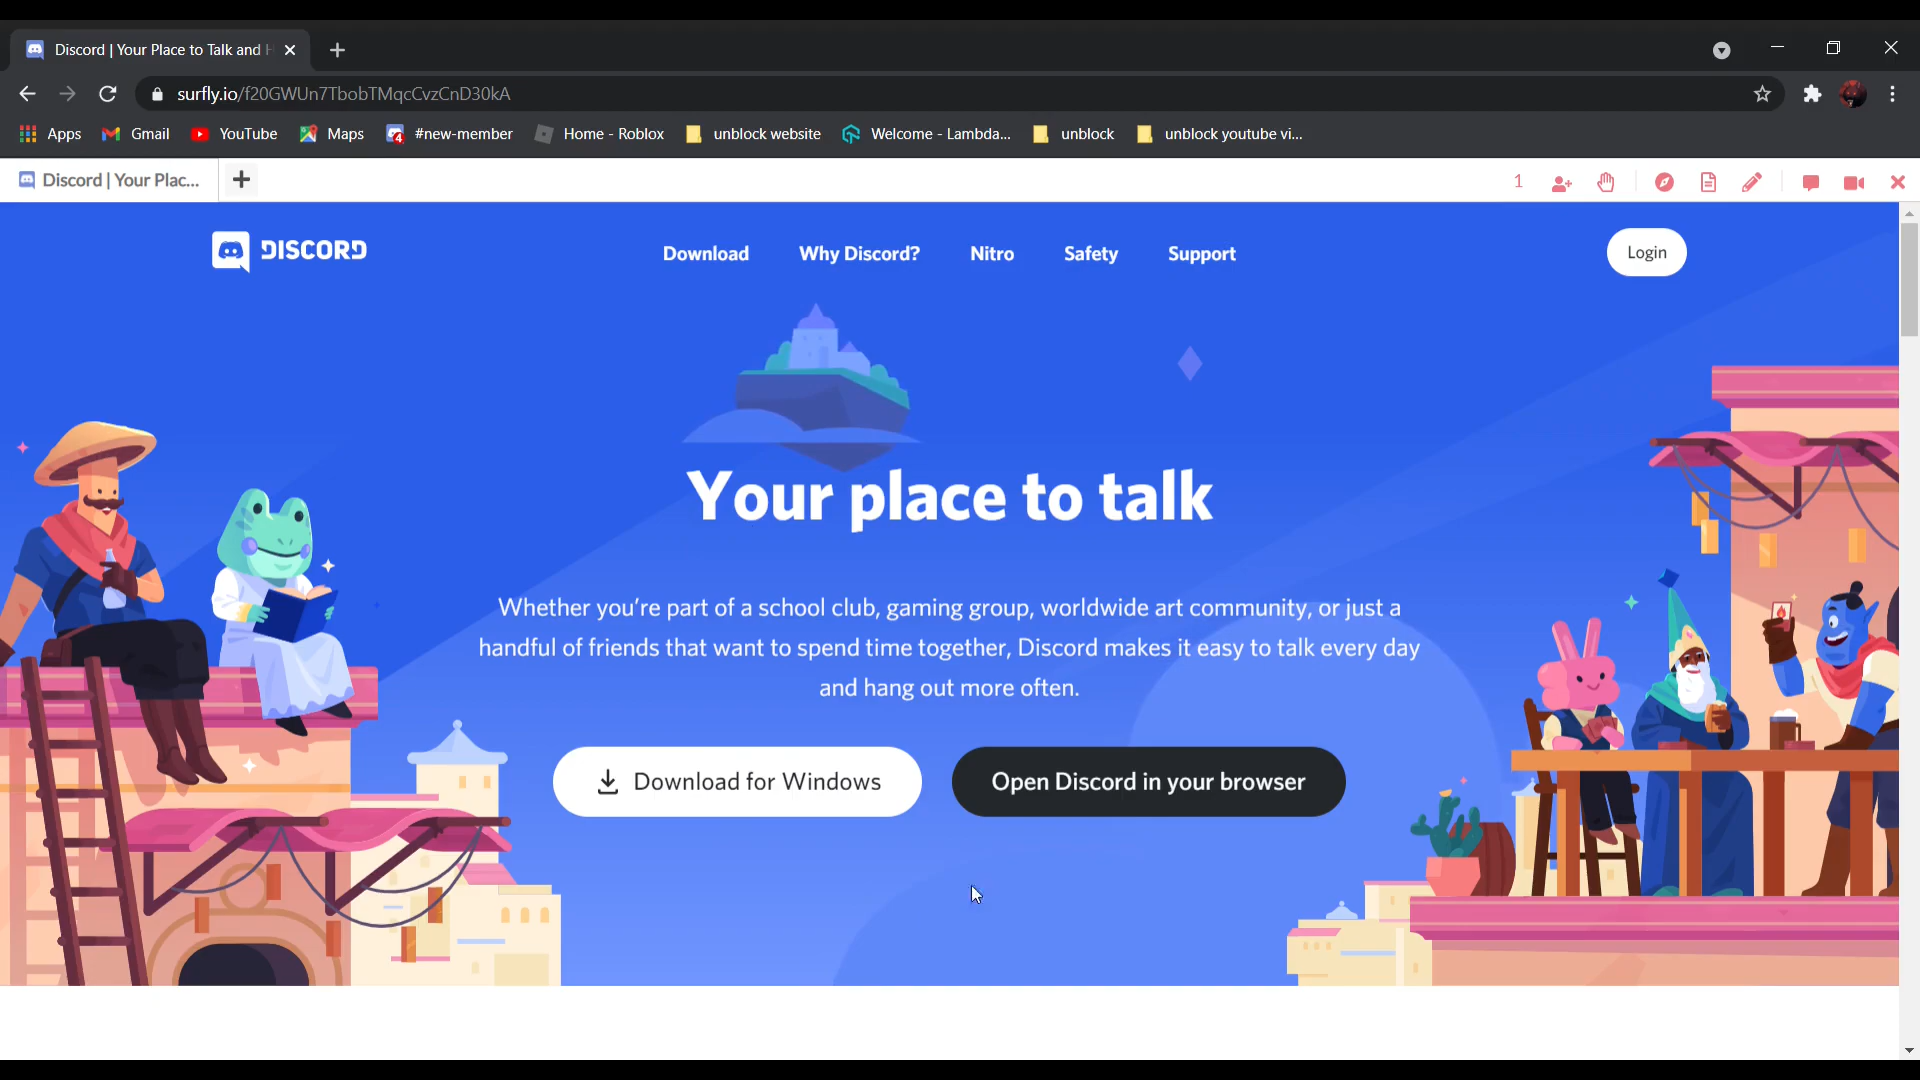 Discord | Your Place to Talk and H
surfly.io/f20GWUn7TbobTMqcCvzCnD30kA
Apps Gmail YouTube Maps 4 #new-member Home - Roblox unblock website Welcome - Lambda... unblock unblock youtube vi...
Discord | Your Plac... 1
DISCORD Download Why Discord? Nitro Safety Support Login
Your place to talk
Whether you're part of a school club, gaming group, worldwide art community, or just a
handful of friends that want to spend time together, Discord makes it easy to talk every day
and hang out more often.
Download for Windows Open Discord in your browser